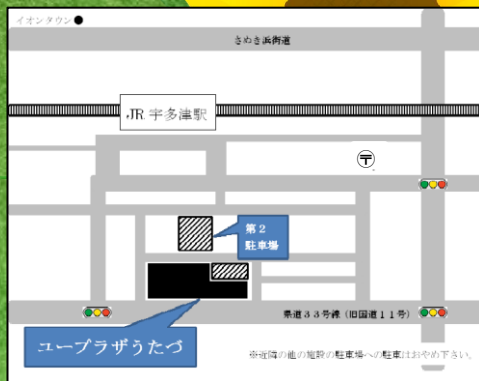 イオンタウン●
さぬき浜街道
JR 宇多津駅
〒
第2
駐車場
県道33号線(旧国道11号)
ユープラザうたづ
※近隣の他の施設の駐車場への駐車はおやめ下さい。